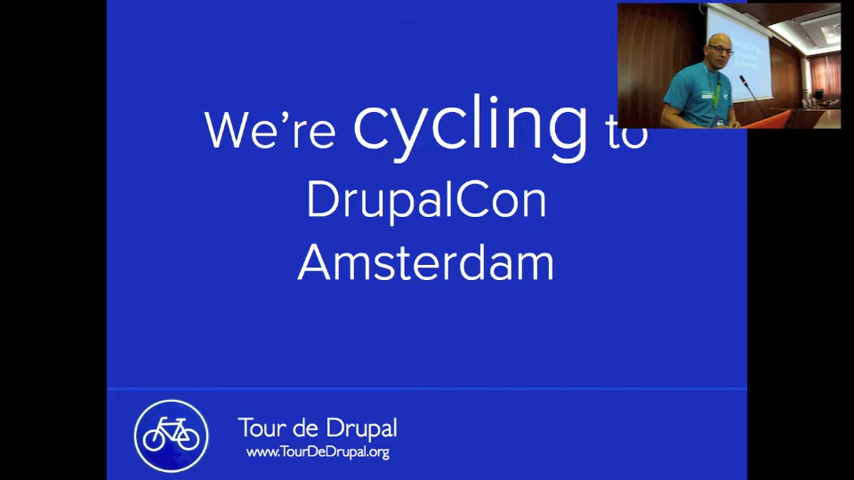 We're cycling to
DrupalCon
Amsterdam
Tour de Drupal
www.TourDeDrupal.org